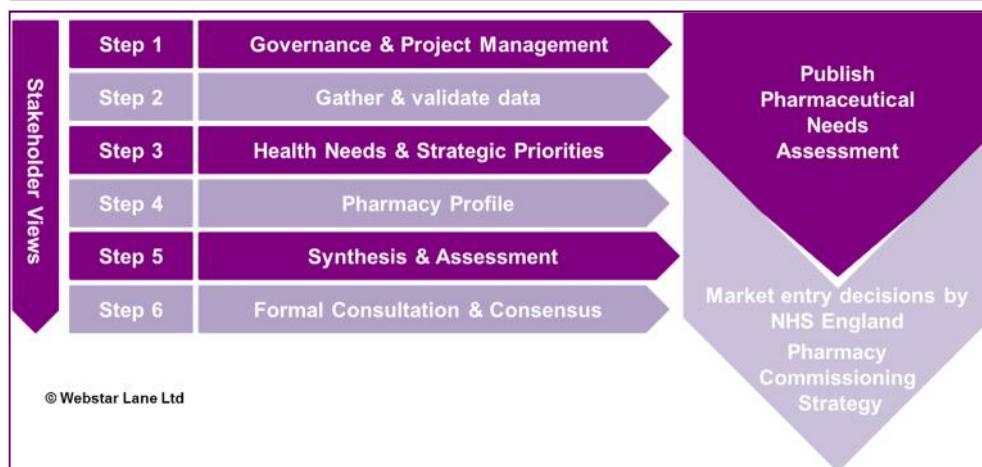 Stakeholder Views
Step 1
Governance & Project Management
Step 2
Gather & validate data
Step 3
Health Needs & Strategic Priorities
Step 4
Pharmacy Profile
Step 5
Synthesis & Assessment
Step 6
Formal Consultation & Consensus
Publish
Pharmaceutical
Needs
Assessment
Market entry decisions by
NHS England
Pharmacy
Commissioning
Strategy
© Webstar Lane Ltd